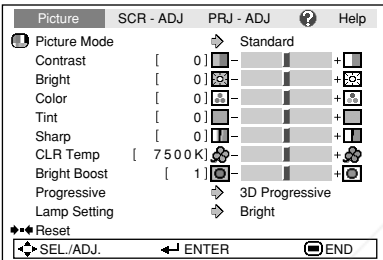 Picture SCR - ADJ PRJ - ADJ ? Help
Picture Mode Standard
Contrast [ 0] - +
Bright [ 0] - +
Color [ 0] - +
Tint [ 0] - +
Sharp [ 0] - +
CLR Temp [ 7500K] - +
Bright Boost [ 1] - +
Progressive 3D Progressive
Lamp Setting Bright
Reset
SEL./ADJ. ENTER END